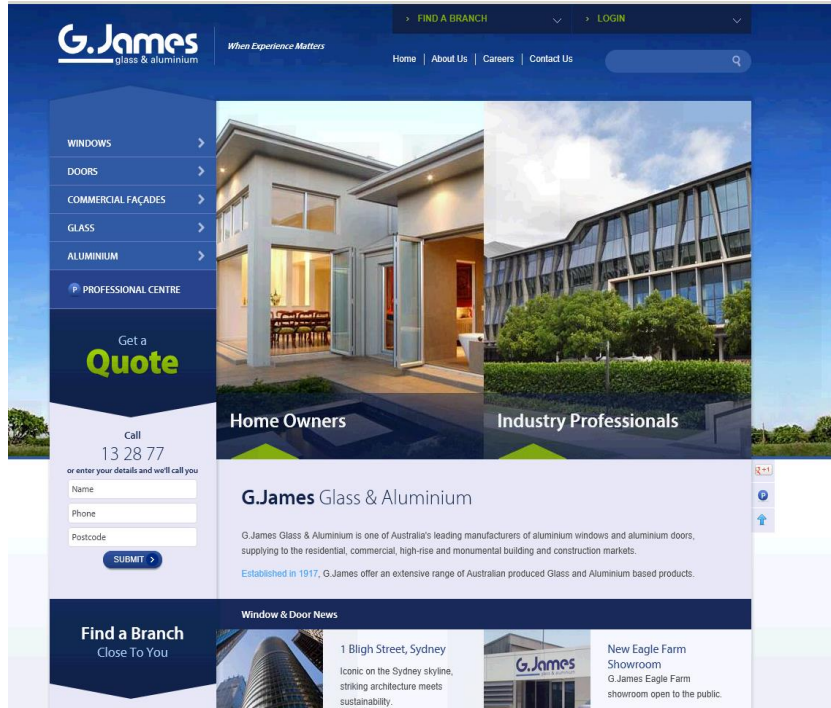 FIND A BRANCH
LOGIN
G.James
glass & aluminium
When Experience Matters
Home | About Us | Careers | Contact Us
WINDOWS
DOORS
COMMERCIAL FAÇADES
GLASS
ALUMINIUM
P PROFESSIONAL CENTRE
Get a
Quote
Call
13 28 77
or enter your details and we'll call you
Name
Phone
Postcode
SUBMIT
Find a Branch
Close To You
Home Owners
Industry Professionals
+1
P
G.James Glass & Aluminium
G.James Glass & Aluminium is one of Australia's leading manufacturers of aluminium windows and aluminium doors,
supplying to the residential, commercial, high-rise and monumental building and construction markets.
Established in 1917, G.James offer an extensive range of Australian produced Glass and Aluminium based products.
Window & Door News
1 Bligh Street, Sydney
Iconic on the Sydney skyline,
striking architecture meets
sustainability.
G.James
New Eagle Farm
Showroom
G.James Eagle Farm
showroom open to the public.